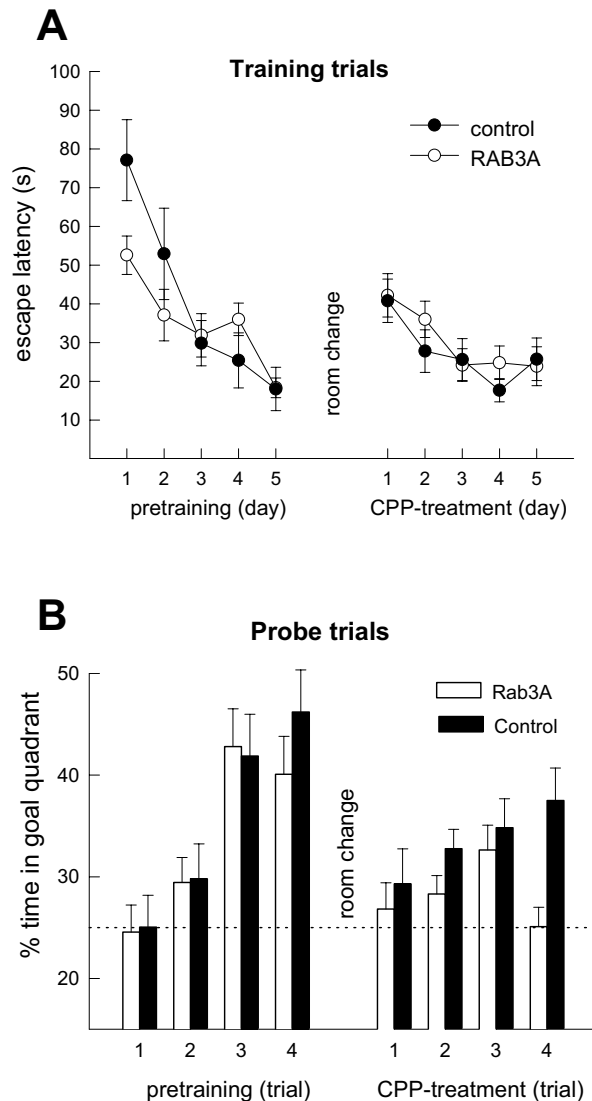 A
Training trials
100
90
80
70
60
50
40
30
20
10
escape latency (s)
control
RAB3A
room change
1 2 3 4 5 1 2 3 4 5
pretraining (day) CPP-treatment (day)
B
Probe trials
50
40
30
20
% time in goal quadrant
Rab3A
Control
room change
1 2 3 4 1 2 3 4
pretraining (trial) CPP-treatment (trial)